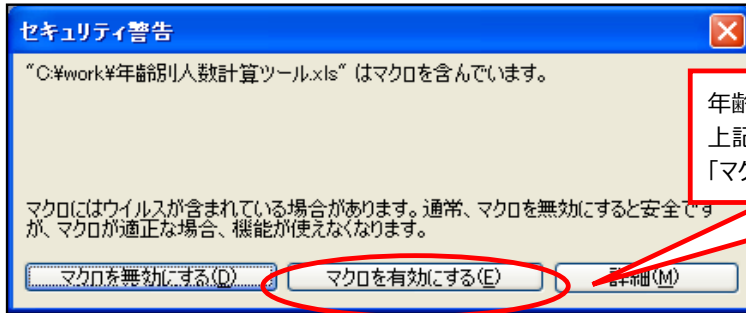 セキュリティ警告
"C:¥work¥年齢別人数計算ツール.xls" はマクロを含んでいます。
年齢
上記
「マク
マクロにはウイルスが含まれている場合があります。通常、マクロを無効にすると安全です
が、マクロが適正な場合、機能が使えなくなります。
マクロを無効にする(D)
マクロを有効にする(E)
詳細(M)